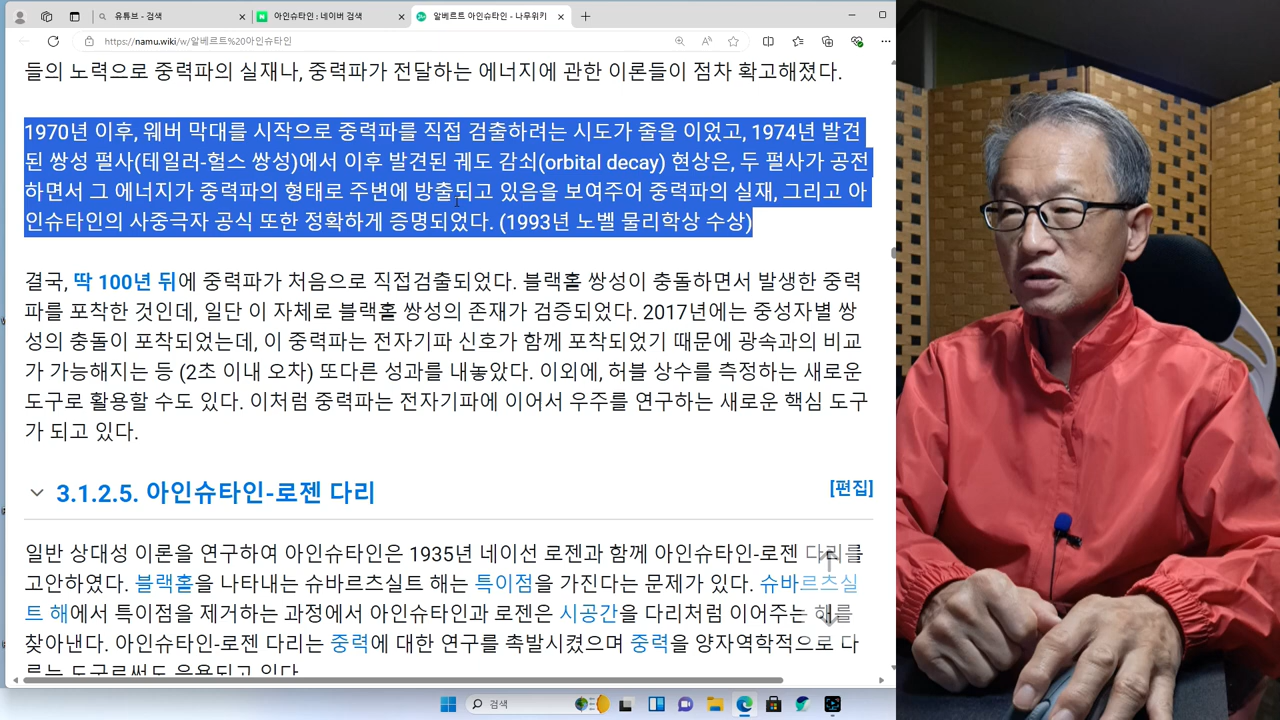 유튜브 - 검색
아인슈타인 : 네이버 검색
알베르트 아인슈타인 - 나무위키
https://namu.wiki/w/알베르트%20아인슈타인
들의 노력으로 중력파의 실재나, 중력파가 전달하는 에너지에 관한 이론들이 점차 확고해졌다.
1970년 이후, 웨버 막대를 시작으로 중력파를 직접 검출하려는 시도가 줄을 이었고, 1974년 발견
된 쌍성 펄사(테일러-헐스 쌍성)에서 이후 발견된 궤도 감쇠(orbital decay) 현상은, 두 펄사가 공전
하면서 그 에너지가 중력파의 형태로 주변에 방출되고 있음을 보여주어 중력파의 실재, 그리고 아
인슈타인의 사중극자 공식 또한 정확하게 증명되었다. (1993년 노벨 물리학상 수상)
결국, 딱 100년 뒤에 중력파가 처음으로 직접검출되었다. 블랙홀 쌍성이 충돌하면서 발생한 중력
파를 포착한 것인데, 일단 이 자체로 블랙홀 쌍성의 존재가 검증되었다. 2017년에는 중성자별 쌍
성의 충돌이 포착되었는데, 이 중력파는 전자기파 신호가 함께 포착되었기 때문에 광속과의 비교
가 가능해지는 등 (2초 이내 오차) 또다른 성과를 내놓았다. 이외에, 허블 상수를 측정하는 새로운
도구로 활용할 수도 있다. 이처럼 중력파는 전자기파에 이어서 우주를 연구하는 새로운 핵심 도구
가 되고 있다.
3.1.2.5. 아인슈타인-로젠 다리
[편집]
일반 상대성 이론을 연구하여 아인슈타인은 1935년 네이선 로젠과 함께 아인슈타인-로젠 다리를
고안하였다. 블랙홀을 나타내는 슈바르츠실트 해는 특이점을 가진다는 문제가 있다. 슈바르츠실
트 해에서 특이점을 제거하는 과정에서 아인슈타인과 로젠은 시공간을 다리처럼 이어주는 해를
찾아낸다. 아인슈타인-로젠 다리는 중력에 대한 연구를 촉발시켰으며 중력을 양자역학적으로 다
루는 도구로써도 응용되고 있다.
검색